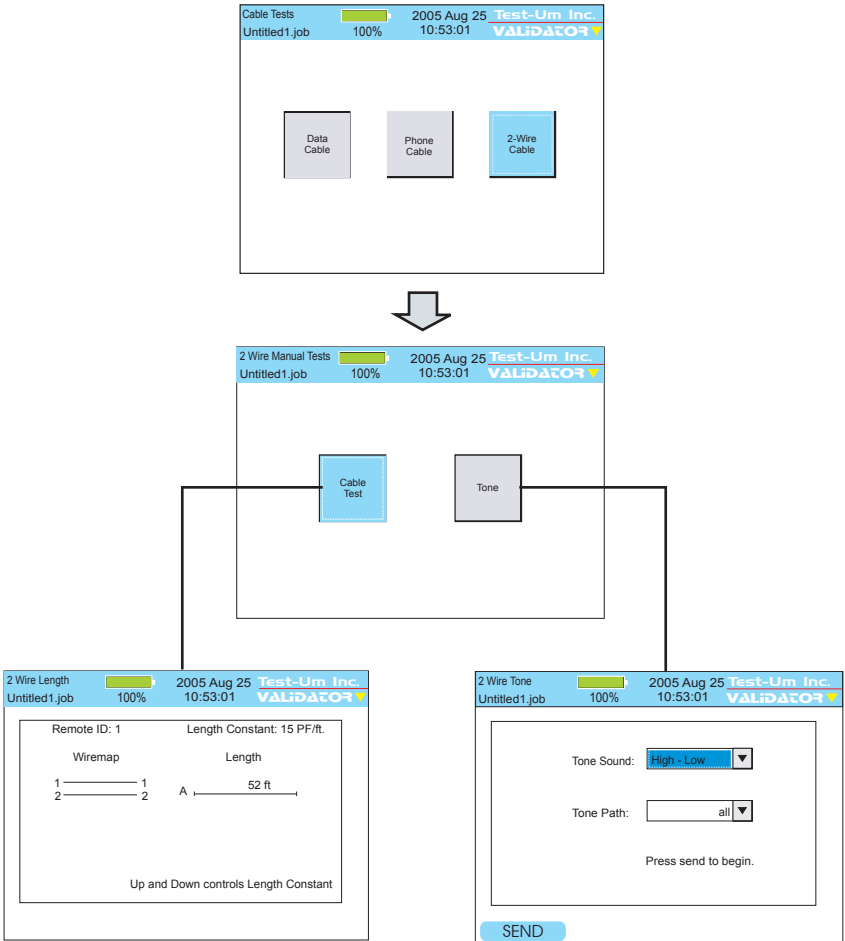 Cable Tests
Untitled1.job
100%
2005 Aug 25
10:53:01
Test-Um Inc.
VALiDATOR
Data
Cable
Phone
Cable
2-Wire
Cable
2 Wire Manual Tests
Untitled1.job
100%
2005 Aug 25
10:53:01
Test-Um Inc.
VALiDATOR
Cable
Test
Tone
2 Wire Length
Untitled1.job
100%
2005 Aug 25
10:53:01
Test-Um Inc.
VALiDATOR
Remote ID: 1
Length Constant: 15 PF/ft.
Wiremap
Length
1 1
2 2
A 52 ft
Up and Down controls Length Constant
2 Wire Tone
Untitled1.job
100%
2005 Aug 25
10:53:01
Test-Um Inc.
VALiDATOR
Tone Sound: High - Low
Tone Path: all
Press send to begin.
SEND